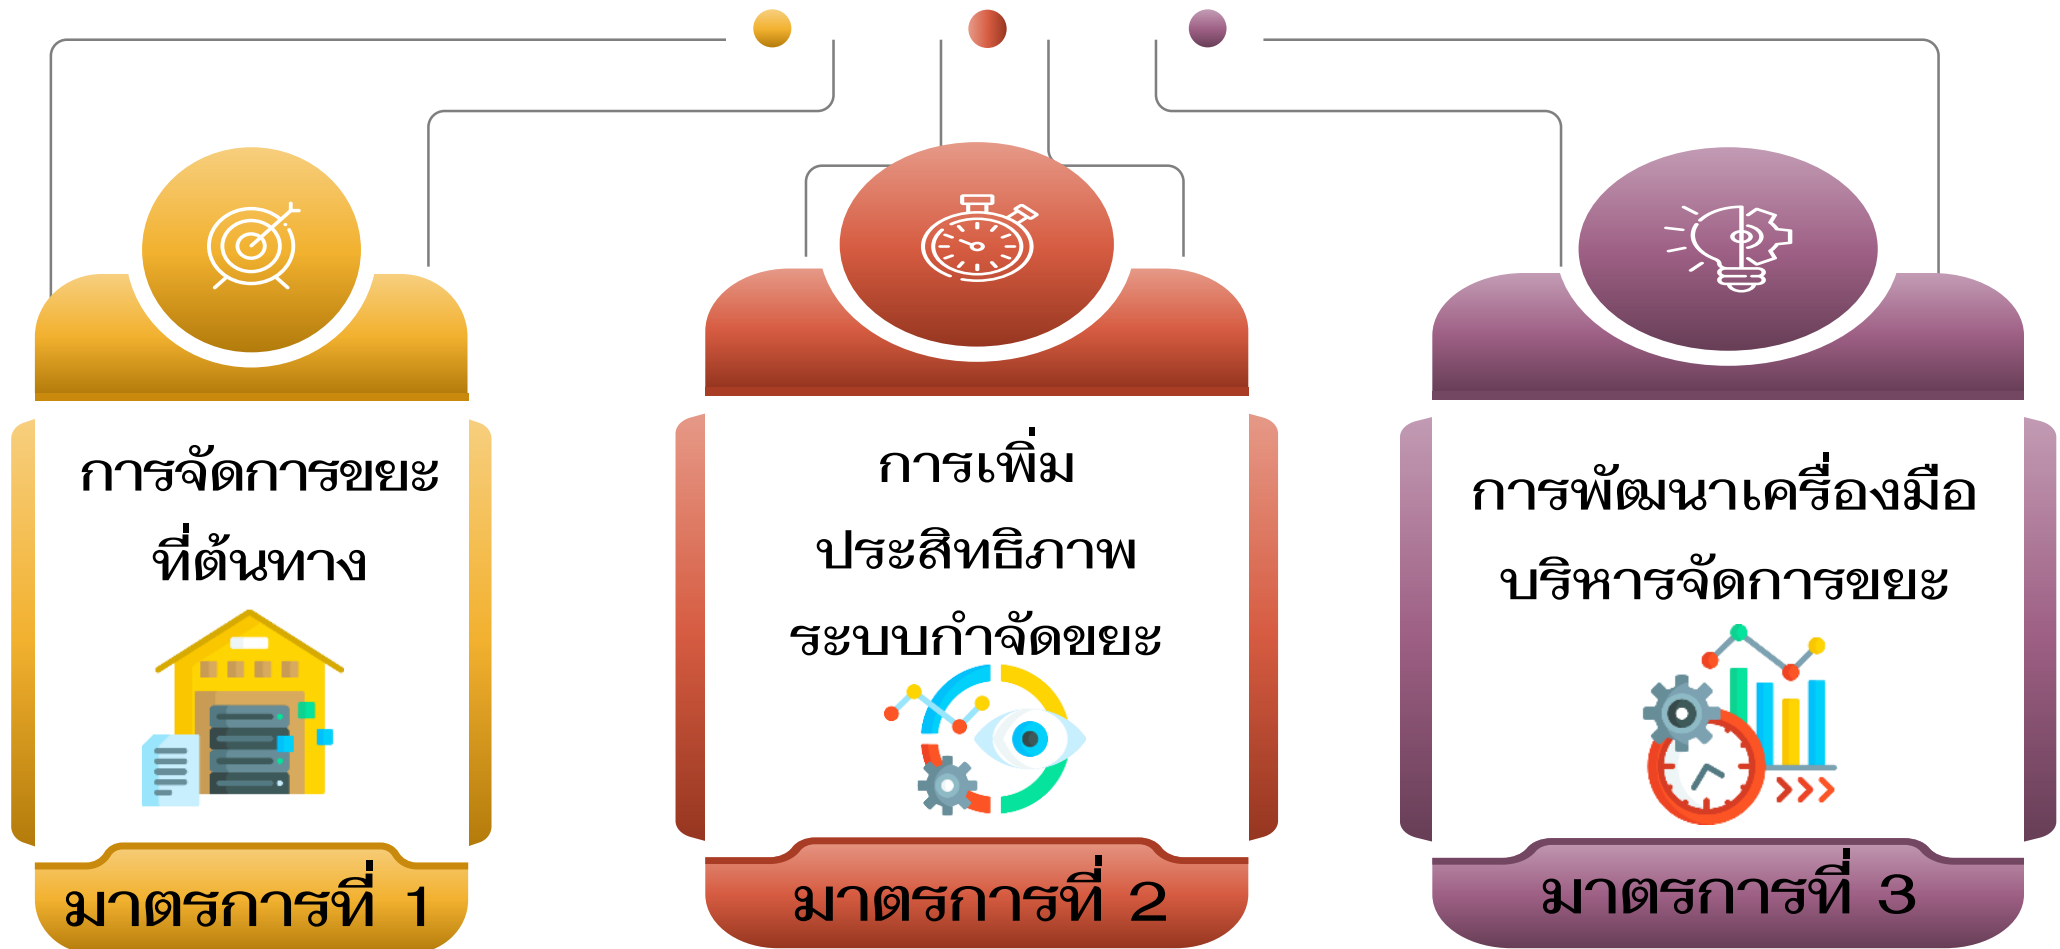 การจัดการขยะ
ที่ต้นทาง
มาตรการที่ 1
การเพิ่ม
ประสิทธิภาพ
ระบบกำจัดขยะ
มาตรการที่ 2
การพัฒนาเครื่องมือ
บริหารจัดการขยะ
มาตรการที่ 3